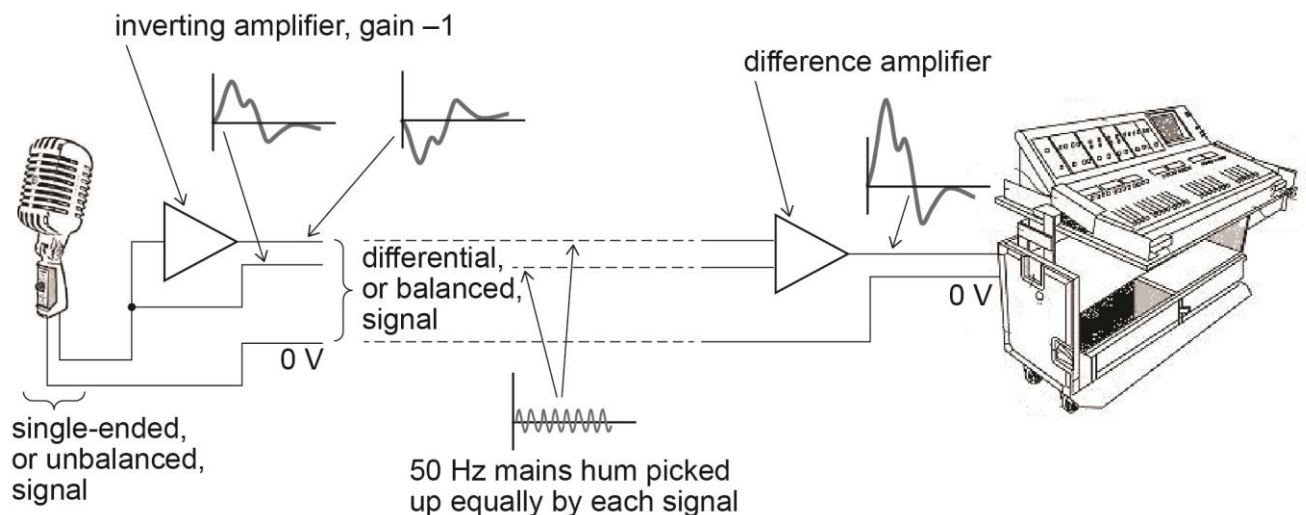 inverting amplifier, gain –1
difference amplifier
differential,
or balanced,
signal
0 V
0 V
single-ended,
or unbalanced,
signal
50 Hz mains hum picked
up equally by each signal